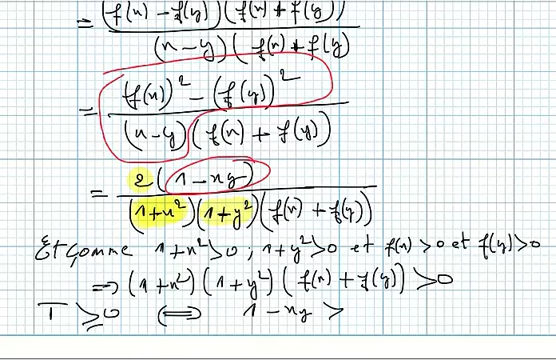 = (f(x) - f(y)) (f(x) + f(y)) / (x - y) (f(x) + f(y)
= (f(x))² - (f(y))² / (x - y) (f(x) + f(y))
= 2 (1 - xy) / (1 + x²) (1 + y²) (f(x) + f(y))
Et comme 1 + x² > 0 ; 1 + y² > 0 et f(x) > 0 et f(y) > 0
⇒ (1 + x²) (1 + y²) (f(x) + f(y)) > 0
T ≥ 0 ⟺ 1 - xy >